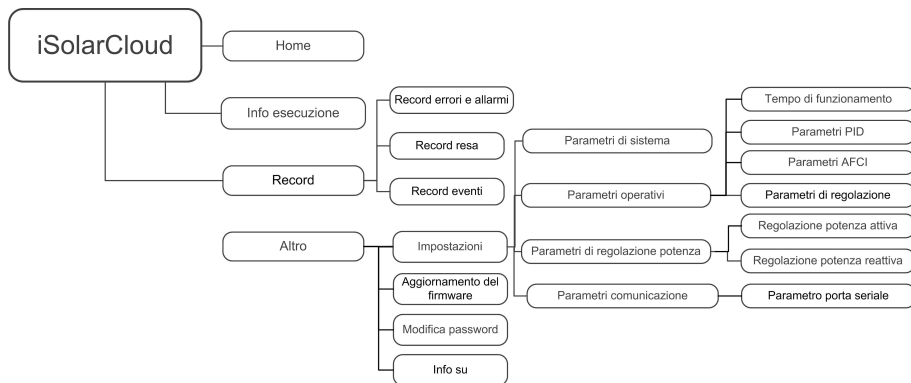 iSolarCloud
Home
Info esecuzione
Record
Record errori e allarmi
Record resa
Record eventi
Altro
Impostazioni
Aggiornamento del
firmware
Modifica password
Info su
Parametri di sistema
Parametri operativi
Parametri di regolazione potenza
Parametri comunicazione
Tempo di funzionamento
Parametri PID
Parametri AFCI
Parametri di regolazione
Regolazione potenza attiva
Regolazione potenza reattiva
Parametro porta seriale